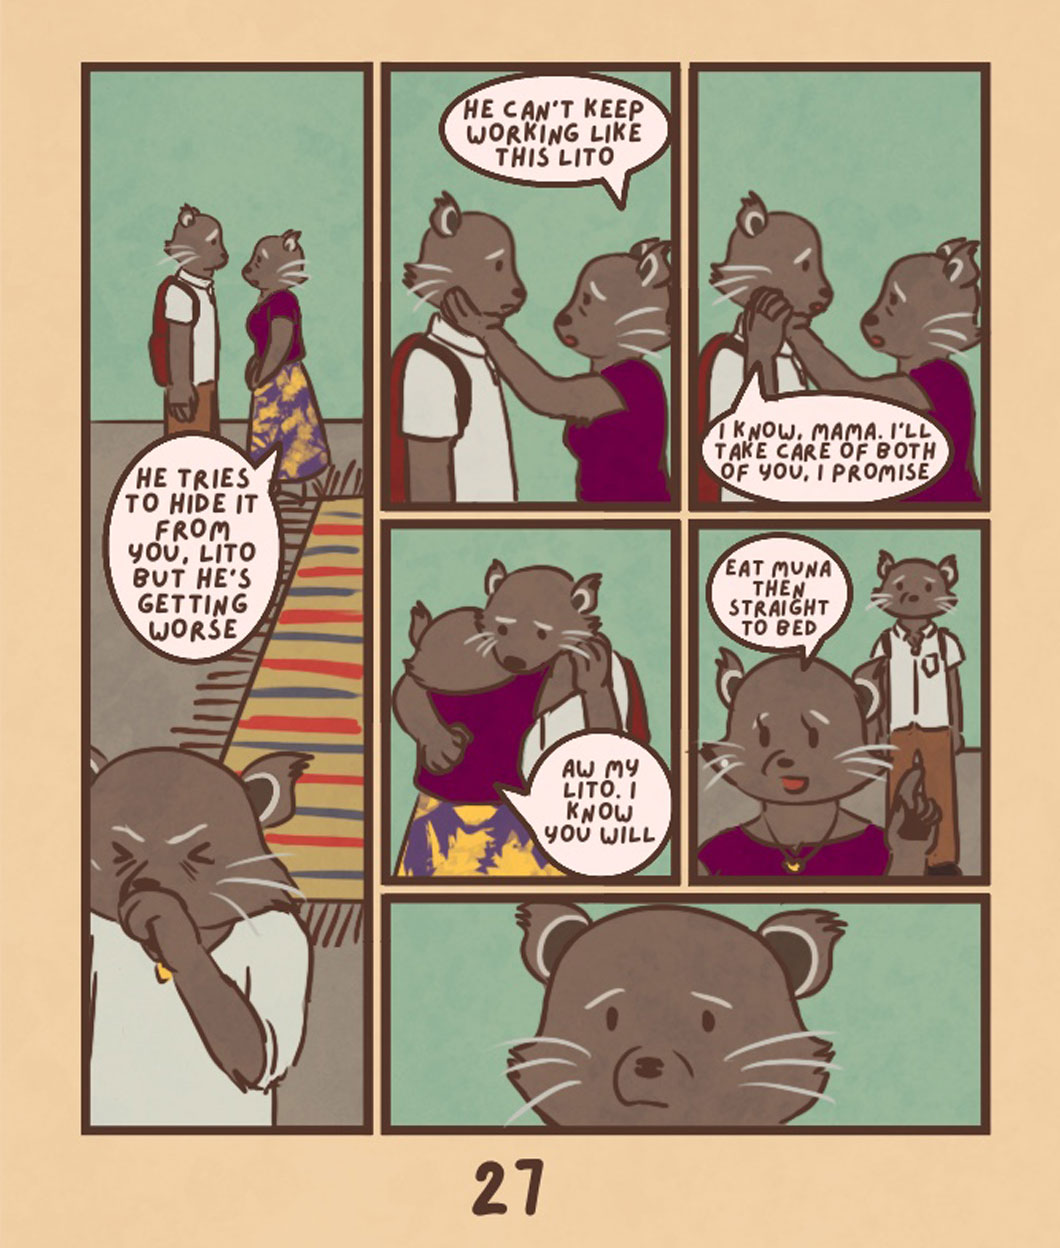 HE TRIES
TO HIDE IT
FROM
YOU, LITO
BUT HE'S
GETTING
WORSE
HE CAN'T KEEP
WORKING LIKE
THIS LITO
I KNOW, MAMA. I'LL
TAKE CARE OF BOTH
OF YOU, I PROMISE
AW MY
LITO. I
KNOW
YOU WILL
EAT MUNA
THEN
STRAIGHT
TO BED
27